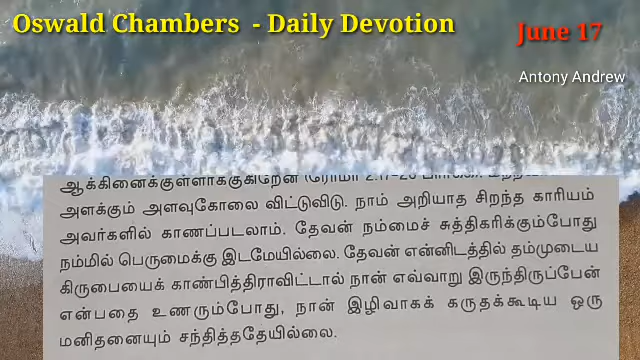 Oswald Chambers - Daily Devotion
June 17
Antony Andrew
ஆக்கினைக்குள்ளாக்குகிறேன்
அளக்கும் அளவுகோலை விட்டுவிடு. நாம் அறியாத சிறந்த காரியம்
அவர்களில் காணப்படலாம். தேவன் நம்மைச் சுத்திகரிக்கும்போது
நம்மில் பெருமைக்கு இடமேயில்லை. தேவன் என்னிடத்தில் தம்முடைய
கிருபையைக் காண்பித்திராவிட்டால் நான் எவ்வாறு இருந்திருப்பேன்
என்பதை உணரும்போது, நான் இழிவாகக் கருதக்கூடிய ஒரு
மனிதனையும் சந்தித்ததேயில்லை.